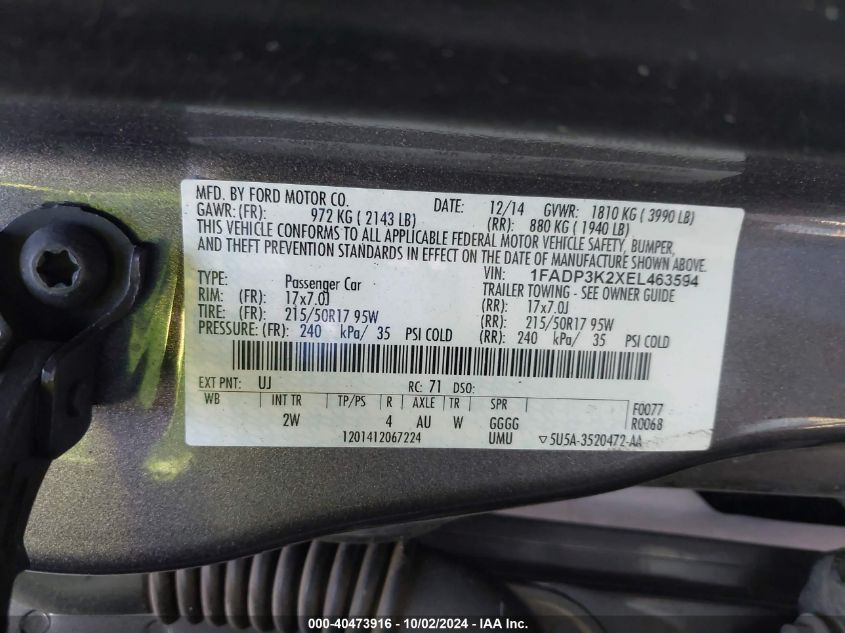 MFD. BY FORD MOTOR CO. DATE: 12/14 GVWR: 1810 KG ( 3990 LB)
GAWR: (FR): 972 KG ( 2143 LB) (RR): 880 KG ( 1940 LB)
THIS VEHICLE CONFORMS TO ALL APPLICABLE FEDERAL MOTOR VEHICLE SAFETY, BUMPER,
AND THEFT PREVENTION STANDARDS IN EFFECT ON THE DATE OF MANUFACTURE SHOWN ABOVE.
VIN: 1FADP3K2XEL463594
TYPE: Passenger Car TRAILER TOWING - SEE OWNER GUIDE
RIM: (FR): 17x7.0J (RR): 17x7.0J
TIRE: (FR): 215/50R17 95W (RR): 215/50R17 95W
PRESSURE: (FR): 240 kPa/ 35 PSI COLD (RR): 240 kPa/ 35 PSI COLD
EXT PNT: UJ RC: 71 DSO:
WB INT TR TP/PS R AXLE TR SPR F0077
2W 4 AU W GGGG R0068
1201412067224 UMU ▽5U5A-3520472-AA
000-40473916 - 10/02/2024 - IAA Inc.